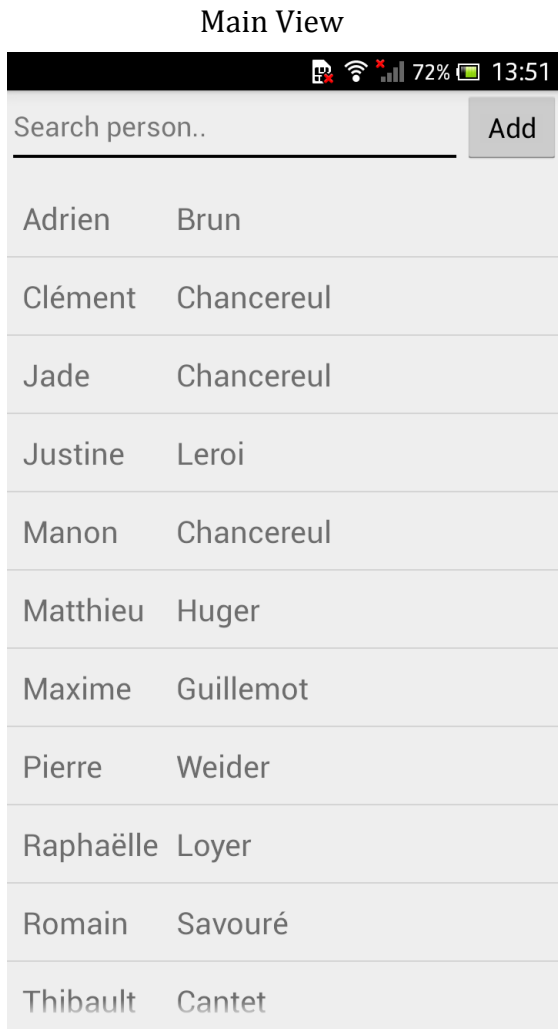 Main View
72% 13:51
Search person.. Add
Adrien Brun
Clément Chancereul
Jade Chancereul
Justine Leroi
Manon Chancereul
Matthieu Huger
Maxime Guillemot
Pierre Weider
Raphaëlle Loyer
Romain Savouré
Thibault Cantet